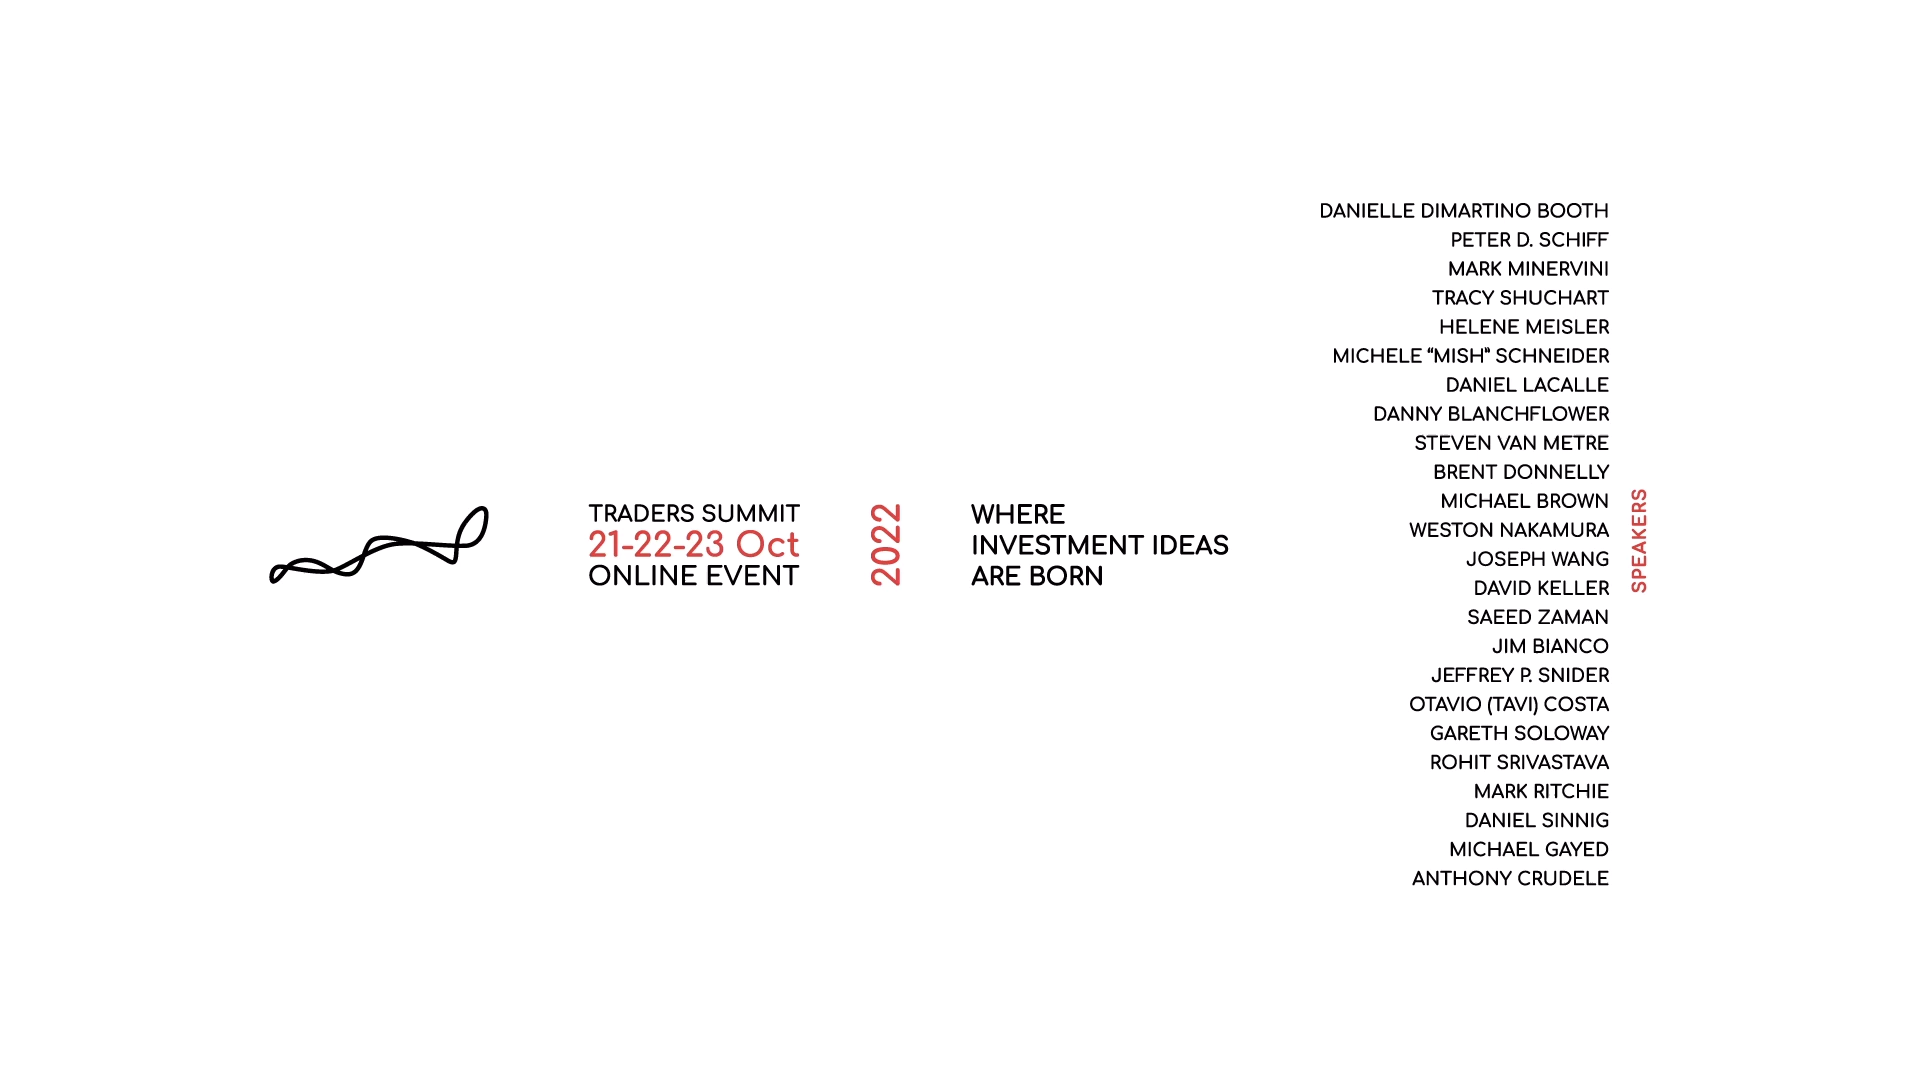 TRADERS SUMMIT
21-22-23 Oct
ONLINE EVENT
2022
WHERE
INVESTMENT IDEAS
ARE BORN
DANIELLE DIMARTINO BOOTH
PETER D. SCHIFF
MARK MINERVINI
TRACY SHUCHART
HELENE MEISLER
MICHELE “MISH” SCHNEIDER
DANIEL LACALLE
DANNY BLANCHFLOWER
STEVEN VAN METRE
BRENT DONNELLY
MICHAEL BROWN
WESTON NAKAMURA
JOSEPH WANG
DAVID KELLER
SAEED ZAMAN
JIM BIANCO
JEFFREY P. SNIDER
OTAVIO (TAVI) COSTA
GARETH SOLOWAY
ROHIT SRIVASTAVA
MARK RITCHIE
DANIEL SINNIG
MICHAEL GAYED
ANTHONY CRUDELE
SPEAKERS